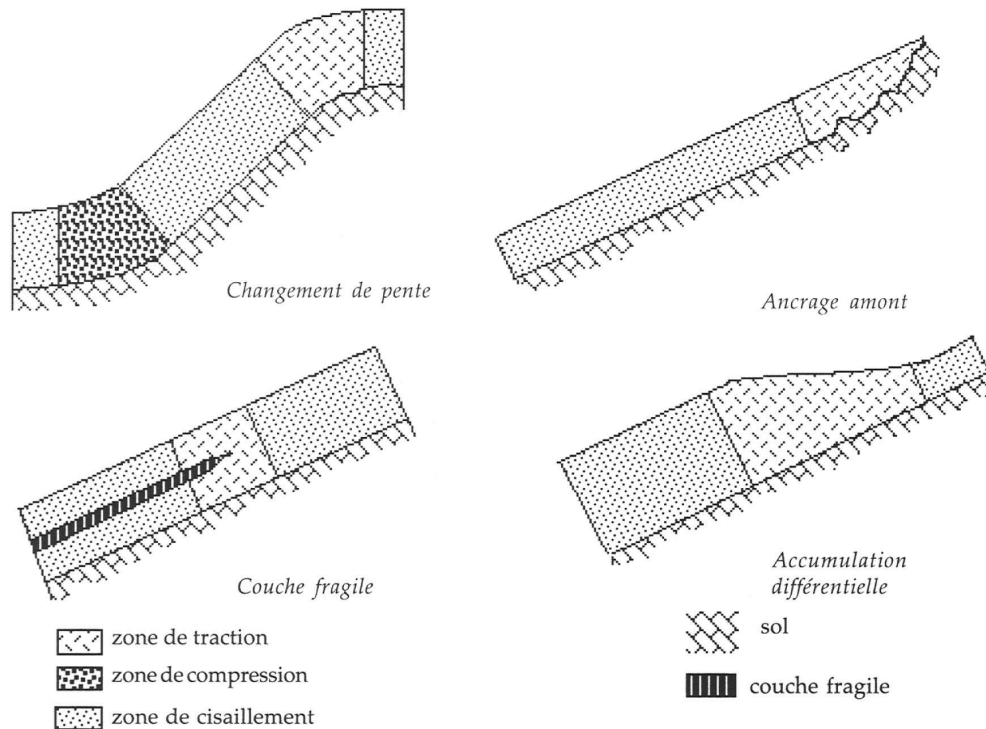 Changement de pente
Ancrage amont
Couche fragile
Accumulation
différentielle
zone de traction
zone de compression
zone de cisaillement
sol
couche fragile